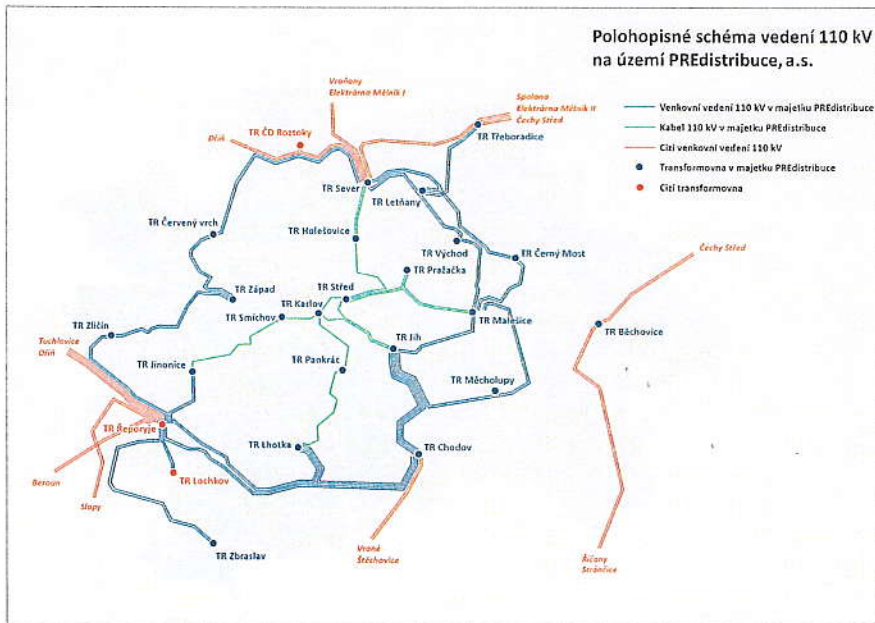 Polohopisné schéma vedení 110 kV
na území PREdistribuce, a.s.
Venkovní vedení 110 kV v majetku PREdistribuce
Kabel 110 kV v majetku PREdistribuce
Cizí venkovní vedení 110 kV
Transformovna v majetku PREdistribuce
Cizí transformovna
Vraňany
Elektrárna Mělník I
Spolana
Elektrárna Mělník II
Čechy Střed
TR Třeboradice
Dříň
TR ČD Roztoky
TR Sever
TR Letňany
TR Červený vrch
TR Holešovice
TR Východ
ER Černý Most
Čechy Střed
TR Pražačka
TR Západ
TR Střed
TR Karlov
TR Smíchov
TR Malešice
TR Běchovice
TR Zličín
TR Jih
Tuchlovice
Dříň
TR Jinonice
TR Pankrác
TR Měcholupy
TR Řeporyje
TR Lhotka
TR Chodov
TR Lochkov
Beroun
Slapy
Vrané
Štěchovice
TR Zbraslav
Říčany
Strančice